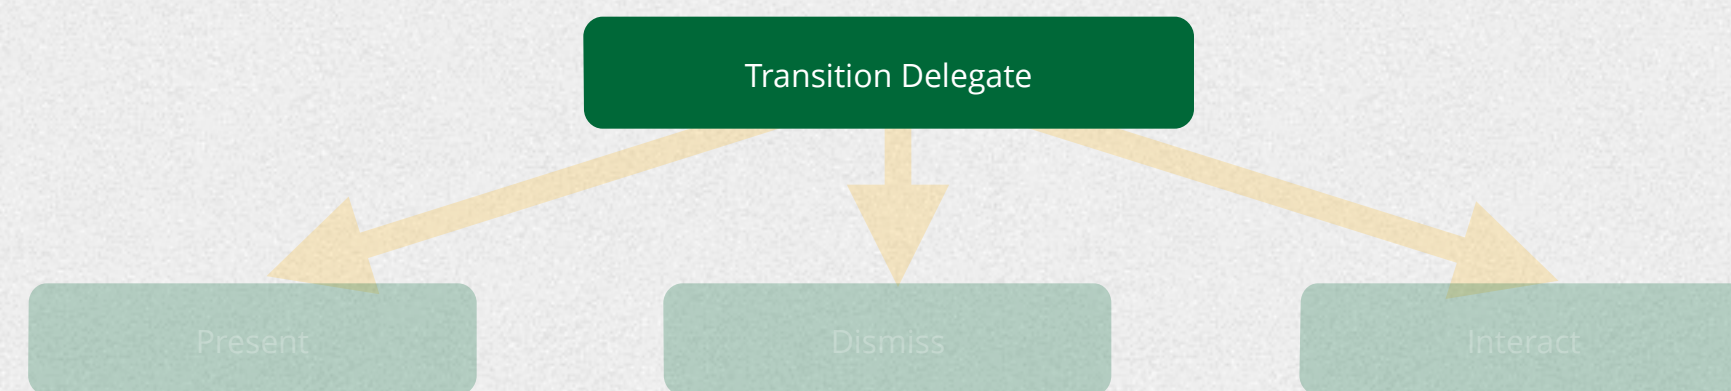 Transition Delegate
Present
Dismiss
Interact